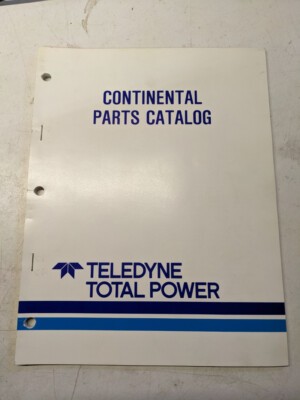 CONTINENTAL
PARTS CATALOG
TELEDYNE
TOTAL POWER